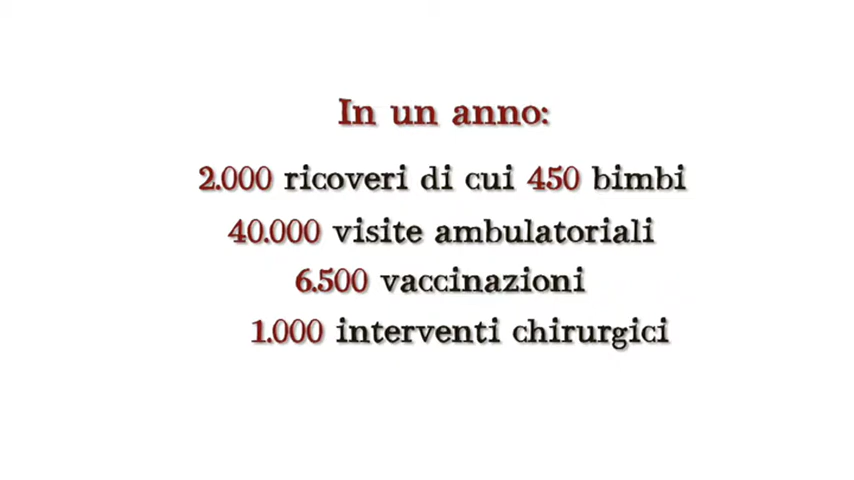 In un anno:
2.000 ricoveri di cui 450 bimbi
40.000 visite ambulatoriali
6.500 vaccinazioni
1.000 interventi chirurgici